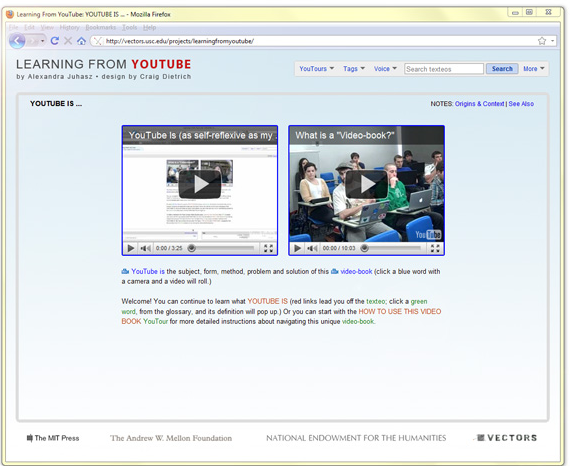 Learning From YouTube: YOUTUBE IS ... - Mozilla Firefox
File Edit View History Bookmarks Tools Help
http://vectors.usc.edu/projects/learningfromyoutube/
LEARNING FROM YOUTUBE
by Alexandra Juhasz • design by Craig Dietrich
YouTours Tags Voice Search texteos Search More
YOUTUBE IS ...
NOTES: Origins & Context | See Also
YouTube is (as self-reflexive as my ...
What is a "Video-book?"
YouTube
0:00 / 3:25
00:00 / 10:03
YouTube is the subject, form, method, problem and solution of this video-book (click a blue word with
a camera and a video will roll.)
Welcome! You can continue to learn what YOUTUBE IS (red links lead you off the texteo; click a green
word, from the glossary, and its definition will pop up.) Or you can start with the HOW TO USE THIS VIDEO
BOOK YouTour for more detailed instructions about navigating this unique video-book.
The MIT Press
The Andrew W. Mellon Foundation
NATIONAL ENDOWMENT FOR THE HUMANITIES
VECTORS